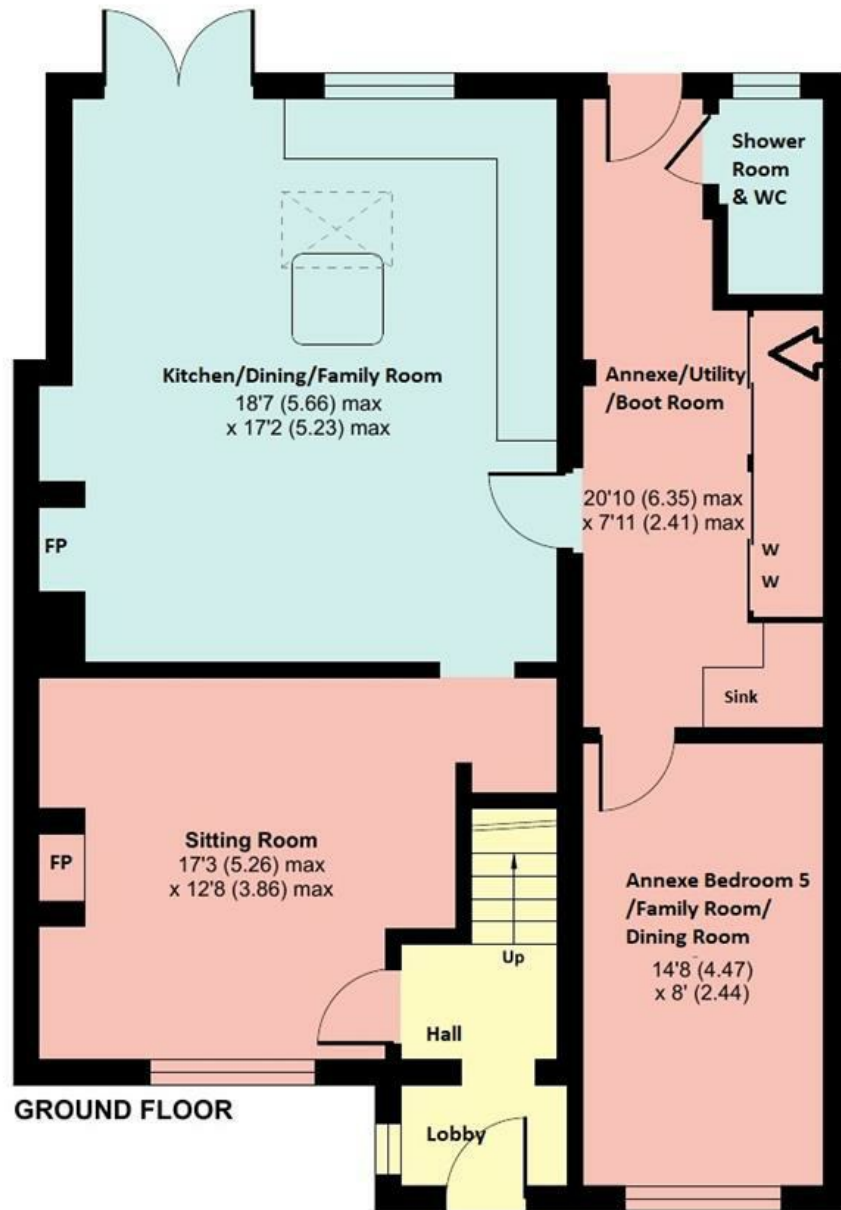 Shower
Room
& WC
Kitchen/Dining/Family Room
18'7 (5.66) max
x 17'2 (5.23) max
Annexe/Utility
/Boot Room
20'10 (6.35) max
x 7'11 (2.41) max
FP
W
W
Sink
Sitting Room
17'3 (5.26) max
x 12'8 (3.86) max
FP
Annexe Bedroom 5
/Family Room/
Dining Room
14'8 (4.47)
x 8' (2.44)
Up
Hall
GROUND FLOOR
Lobby